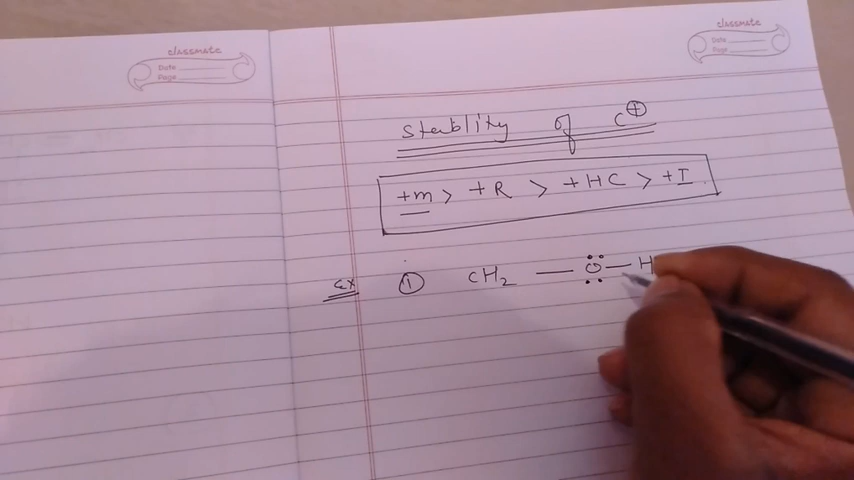 classmate
Date
Page
classmate
Date
Page
Stablity of C⊕
+m > +R > +HC > +I
Ex ① CH₂ — Ö — H